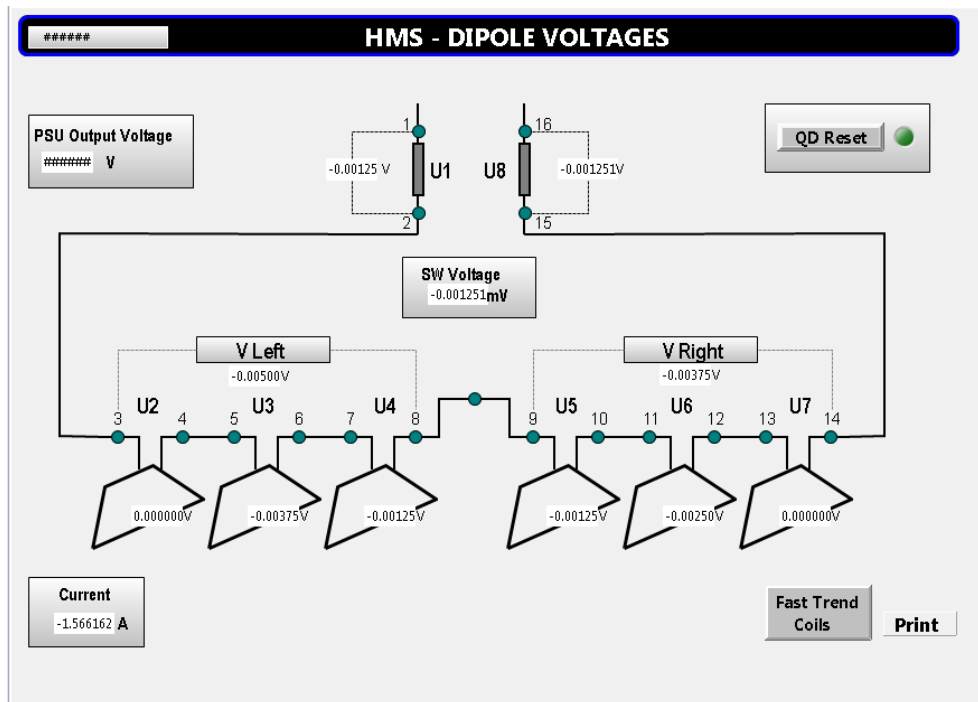 ######
HMS - DIPOLE VOLTAGES
PSU Output Voltage
###### V
1
-0.00125 V
U1
2
16
U8
-0.001251V
15
QD Reset
SW Voltage
-0.001251mV
V Left
-0.00500V
V Right
-0.00375V
3 U2 4 5 U3 6 7 U4 8 9 U5 10 11 U6 12 13 U7 14
0.000000V -0.00375V -0.00125V -0.00125V -0.00250V 0.000000V
Current
-1.566162 A
Fast Trend
Coils
Print